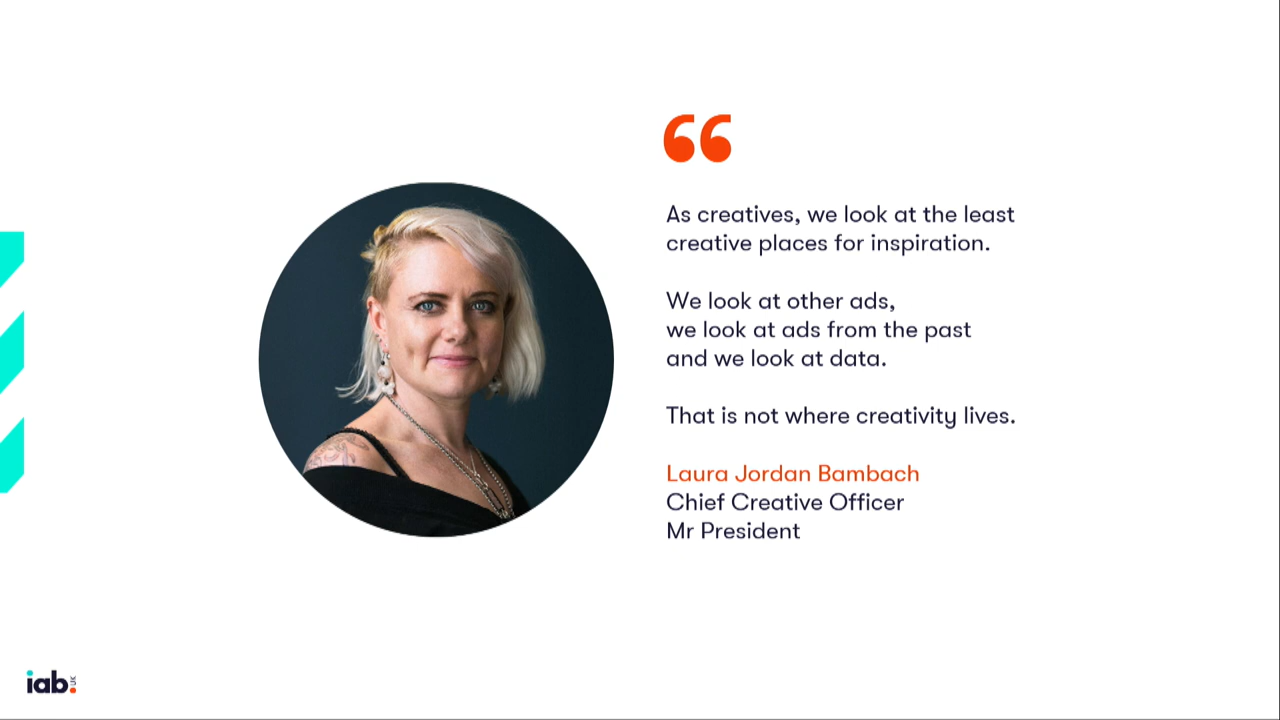 As creatives, we look at the least
creative places for inspiration.
We look at other ads,
we look at ads from the past
and we look at data.
That is not where creativity lives.
Laura Jordan Bambach
Chief Creative Officer
Mr President
iab.
UK